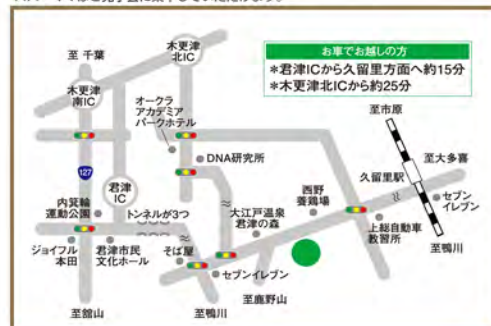 お車でお越しの方
*君津ICから久留里方面へ約15分
*木更津北ICから約25分
至 千葉
木更津
北IC
木更津
南IC
オークラ
アカデミア
パークホテル
DNA研究所
至市原
至大多喜
久留里駅
127
君津
IC
内箕輪
運動公園
トンネルが3つ
大江戸温泉
君津の森
西野
養鶏場
セブン
イレブン
上総自動車
教習所
至鴨川
ジョイフル
本田
君津市民
文化ホール
そば屋
セブンイレブン
至館山
至鴨川
至鹿野山